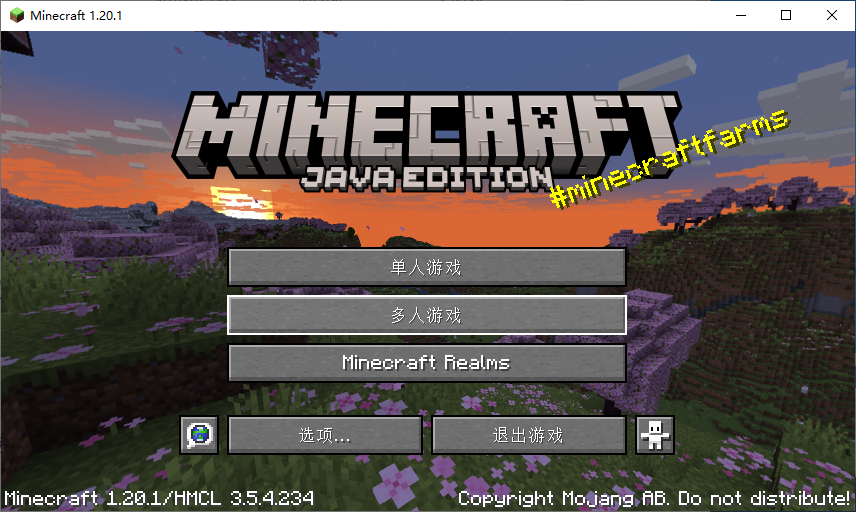 Minecraft 1.20.1
MINECRAFT
JAVA EDITION
#minecraftfarms
单人游戏
多人游戏
Minecraft Realms
选项...
退出游戏
Minecraft 1.20.1/HMCL 3.5.4.234
Copyright Mojang AB. Do not distribute!